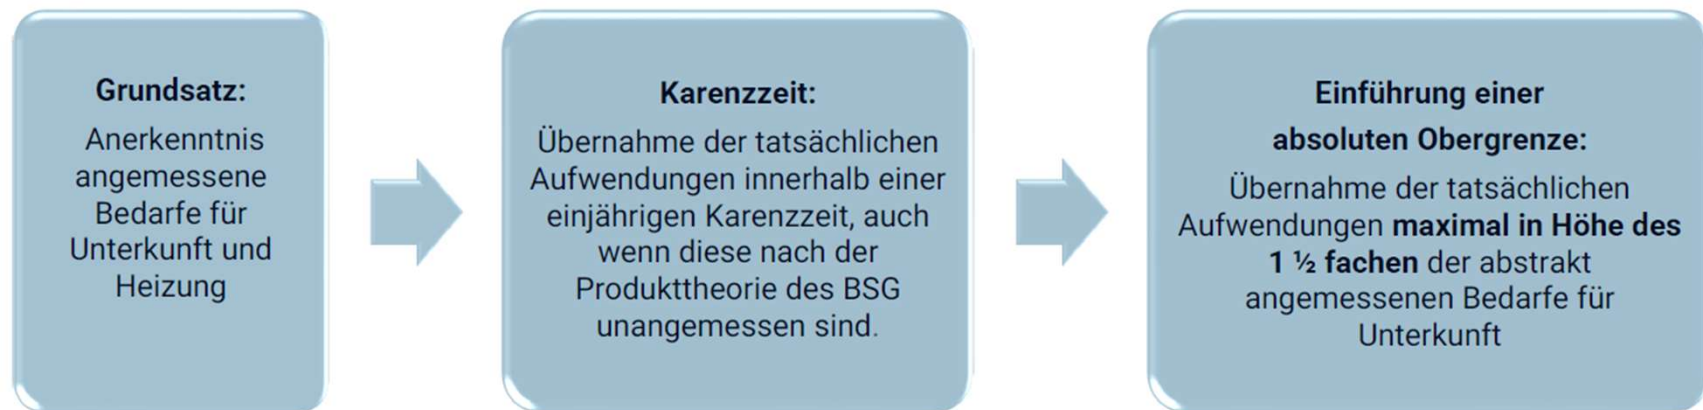 Grundsatz:
Anerkenntnis
angemessene
Bedarfe für
Unterkunft und
Heizung
Karenzzeit:
Übernahme der tatsächlichen
Aufwendungen innerhalb einer
einjährigen Karenzzeit, auch
wenn diese nach der
Produkttheorie des BSG
unangemessen sind.
Einführung einer
absoluten Obergrenze:
Übernahme der tatsächlichen
Aufwendungen maximal in Höhe des
1 ½ fachen der abstrakt
angemessenen Bedarfe für
Unterkunft